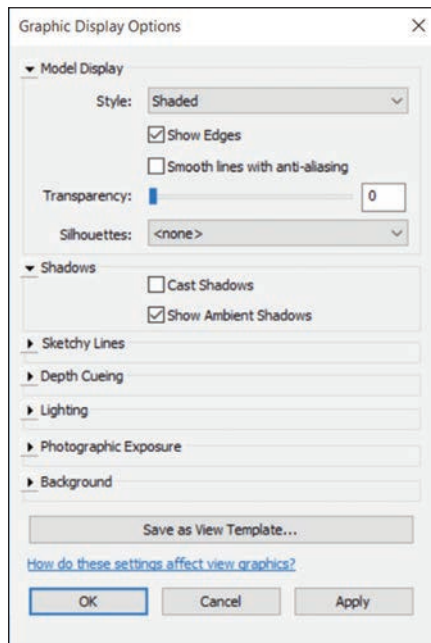 Graphic Display Options
Model Display
Style: Shaded
Show Edges
Smooth lines with anti-aliasing
Transparency: 0
Silhouettes: <none>
Shadows
Cast Shadows
Show Ambient Shadows
Sketchy Lines
Depth Cueing
Lighting
Photographic Exposure
Background
Save as View Template...
How do these settings affect view graphics?
OK Cancel Apply